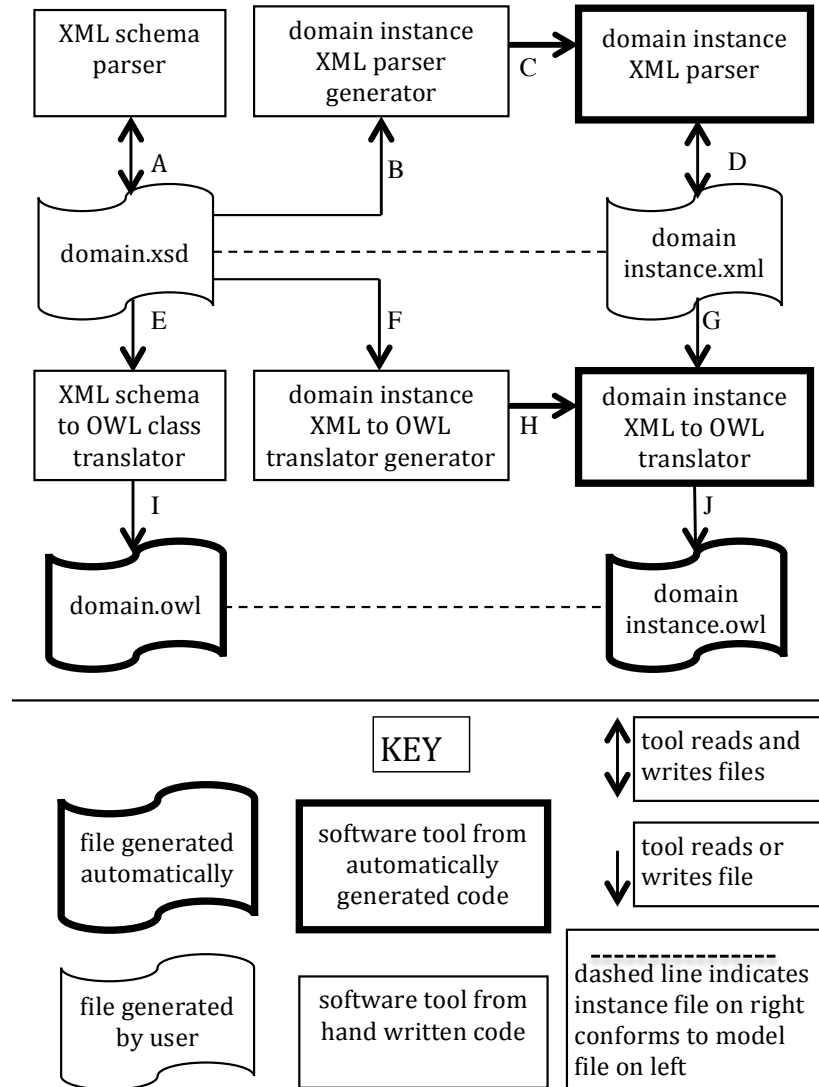 XML schema
parser
domain instance
XML parser
generator
C
domain instance
XML parser
A
B
D
domain.xsd
domain
instance.xml
E
F
G
XML schema
to OWL class
translator
domain instance
XML to OWL
translator generator
H
domain instance
XML to OWL
translator
I
J
domain.owl
domain
instance.owl
KEY
tool reads and
writes files
file generated
automatically
software tool from
automatically
generated code
tool reads or
writes file
file generated
by user
software tool from
hand written code
dashed line indicates
instance file on right
conforms to model
file on left